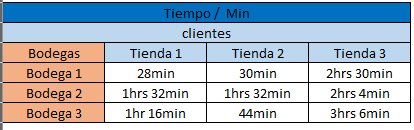 Tiempo / Min
clientes
Bodegas Tienda 1 Tienda 2 Tienda 3
Bodega 1 28min 30min 2hrs 30min
Bodega 2 1hrs 32min 1hrs 32min 2hrs 4min
Bodega 3 1hr 16min 44min 3hrs 6min